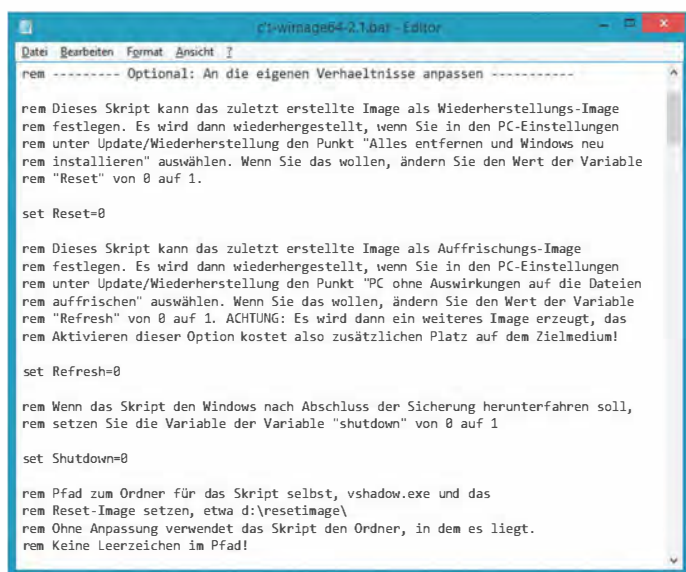 c't-wimage64-2.1.bat - Editor
Datei Bearbeiten Format Ansicht ?
rem --------- Optional: An die eigenen Verhaeltnisse anpassen -----------
rem Dieses Skript kann das zuletzt erstellte Image als Wiederherstellungs-Image
rem festlegen. Es wird dann wiederhergestellt, wenn Sie in den PC-Einstellungen
rem unter Update/Wiederherstellung den Punkt "Alles entfernen und Windows neu
rem installieren" auswählen. Wenn Sie das wollen, ändern Sie den Wert der Variable
rem "Reset" von 0 auf 1.
set Reset=0
rem Dieses Skript kann das zuletzt erstellte Image als Auffrischungs-Image
rem festlegen. Es wird dann wiederhergestellt, wenn Sie in den PC-Einstellungen
rem unter Update/Wiederherstellung den Punkt "PC ohne Auswirkungen auf die Dateien
rem auffrischen" auswählen. Wenn Sie das wollen, ändern Sie den Wert der Variable
rem "Refresh" von 0 auf 1. ACHTUNG: Es wird dann ein weiteres Image erzeugt, das
rem Aktivieren dieser Option kostet also zusätzlichen Platz auf dem Zielmedium!
set Refresh=0
rem Wenn das Skript den Windows nach Abschluss der Sicherung herunterfahren soll,
rem setzen Sie die Variable der Variable "shutdown" von 0 auf 1
set Shutdown=0
rem Pfad zum Ordner für das Skript selbst, vshadow.exe und das
rem Reset-Image setzen, etwa d:\resetimage\
rem Ohne Anpassung verwendet das Skript den Ordner, in dem es liegt.
rem Keine Leerzeichen im Pfad!